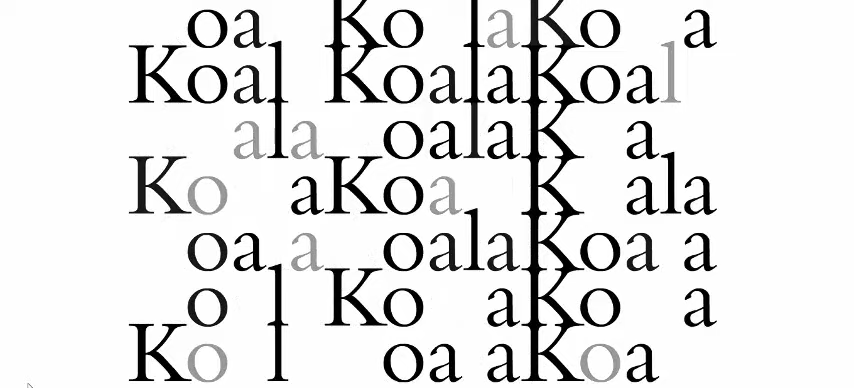 oa Ko laKo a
Koal KoalaKoal
ala oalaK a
Ko aKoa K ala
oa a oalaKoa a
o l Ko aKo a
Ko l oa aKoa